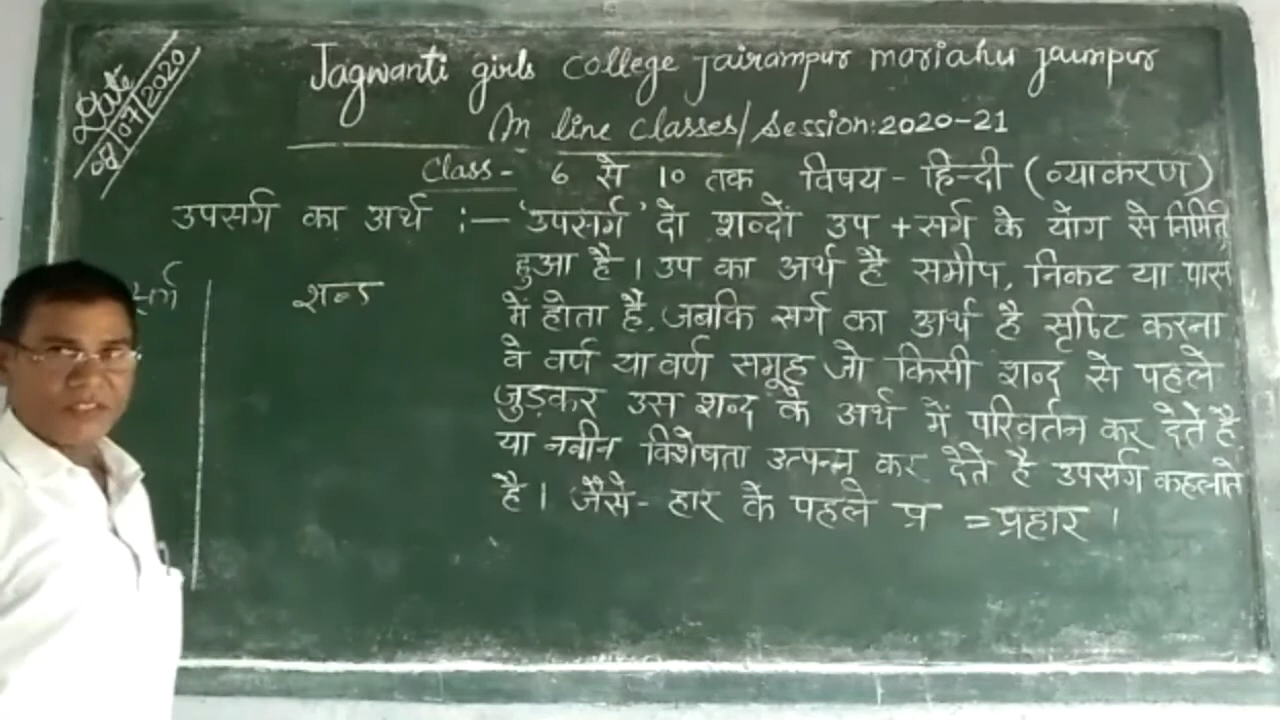 Date
08/07/2020
Jagwanti girls college Jairampur mariahu Jaunpur
On line classes/Session:2020-21
Class- 6 से 10 तक विषय- हिन्दी (व्याकरण)
उपसर्ग का अर्थ :— 'उपसर्ग' दो शब्दों उप + सर्ग के योग से निर्मित
हुआ है। उप का अर्थ है समीप, निकट या पास
में होता है, जबकि सर्ग का अर्थ है सृष्टि करना
वे वर्ण या वर्ण समूह जो किसी शब्द से पहले
जुड़कर उस शब्द के अर्थ में परिवर्तन कर देते है
या नवीन विशेषता उत्पन्न कर देते है उपसर्ग कहलाते
है। जैसे- हार के पहले प्र = प्रहार।
शब्द